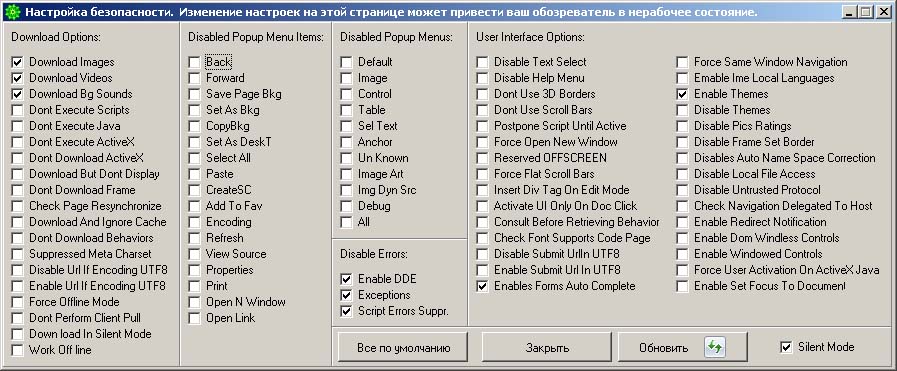 Настройка безопасности. Изменение настроек на этой странице может привести ваш обозреватель в нерабочее состояние.
Download Options:
Download Images
Download Videos
Download Bg Sounds
Dont Execute Scripts
Dont Execute Java
Dont Execute ActiveX
Dont Download ActiveX
Download But Dont Display
Dont Download Frame
Check Page Resynchronize
Download And Ignore Cache
Dont Download Behaviors
Suppressed Meta Charset
Disable Url If Encoding UTF8
Enable Url If Encoding UTF8
Force Offline Mode
Dont Perform Client Pull
Down load In Silent Mode
Work Off line
Disabled Popup Menu Items:
Back
Forward
Save Page Bkg
Set As Bkg
CopyBkg
Set As DeskT
Select All
Paste
CreateSC
Add To Fav
Encoding
Refresh
View Source
Properties
Print
Open N Window
Open Link
Disabled Popup Menus:
Default
Image
Control
Table
Sel Text
Anchor
Un Known
Image Art
Img Dyn Src
Debug
All
Disable Errors:
Enable DDE
Exceptions
Script Errors Suppr.
User Interface Options:
Disable Text Select
Disable Help Menu
Dont Use 3D Borders
Dont Use Scroll Bars
Postpone Script Until Active
Force Open New Window
Reserved OFFSCREEN
Force Flat Scroll Bars
Insert Div Tag On Edit Mode
Activate UI Only On Doc Click
Consult Before Retrieving Behavior
Check Font Supports Code Page
Disable Submit UrlIn UTF8
Enable Submit Url In UTF8
Enables Forms Auto Complete
Force Same Window Navigation
Emable Ime Local Languages
Enable Themes
Disable Themes
Disable Pics Ratings
Disable Frame Set Border
Disables Auto Name Space Correction
Disable Local File Access
Disable Untrusted Protocol
Check Navigation Delegated To Host
Enable Redirect Notification
Enable Dom Windless Controls
Enable Windowed Controls
Force User Activation On ActiveX Java
Enable Set Focus To Document
Все по умолчанию
Закрыть
Обновить
Silent Mode